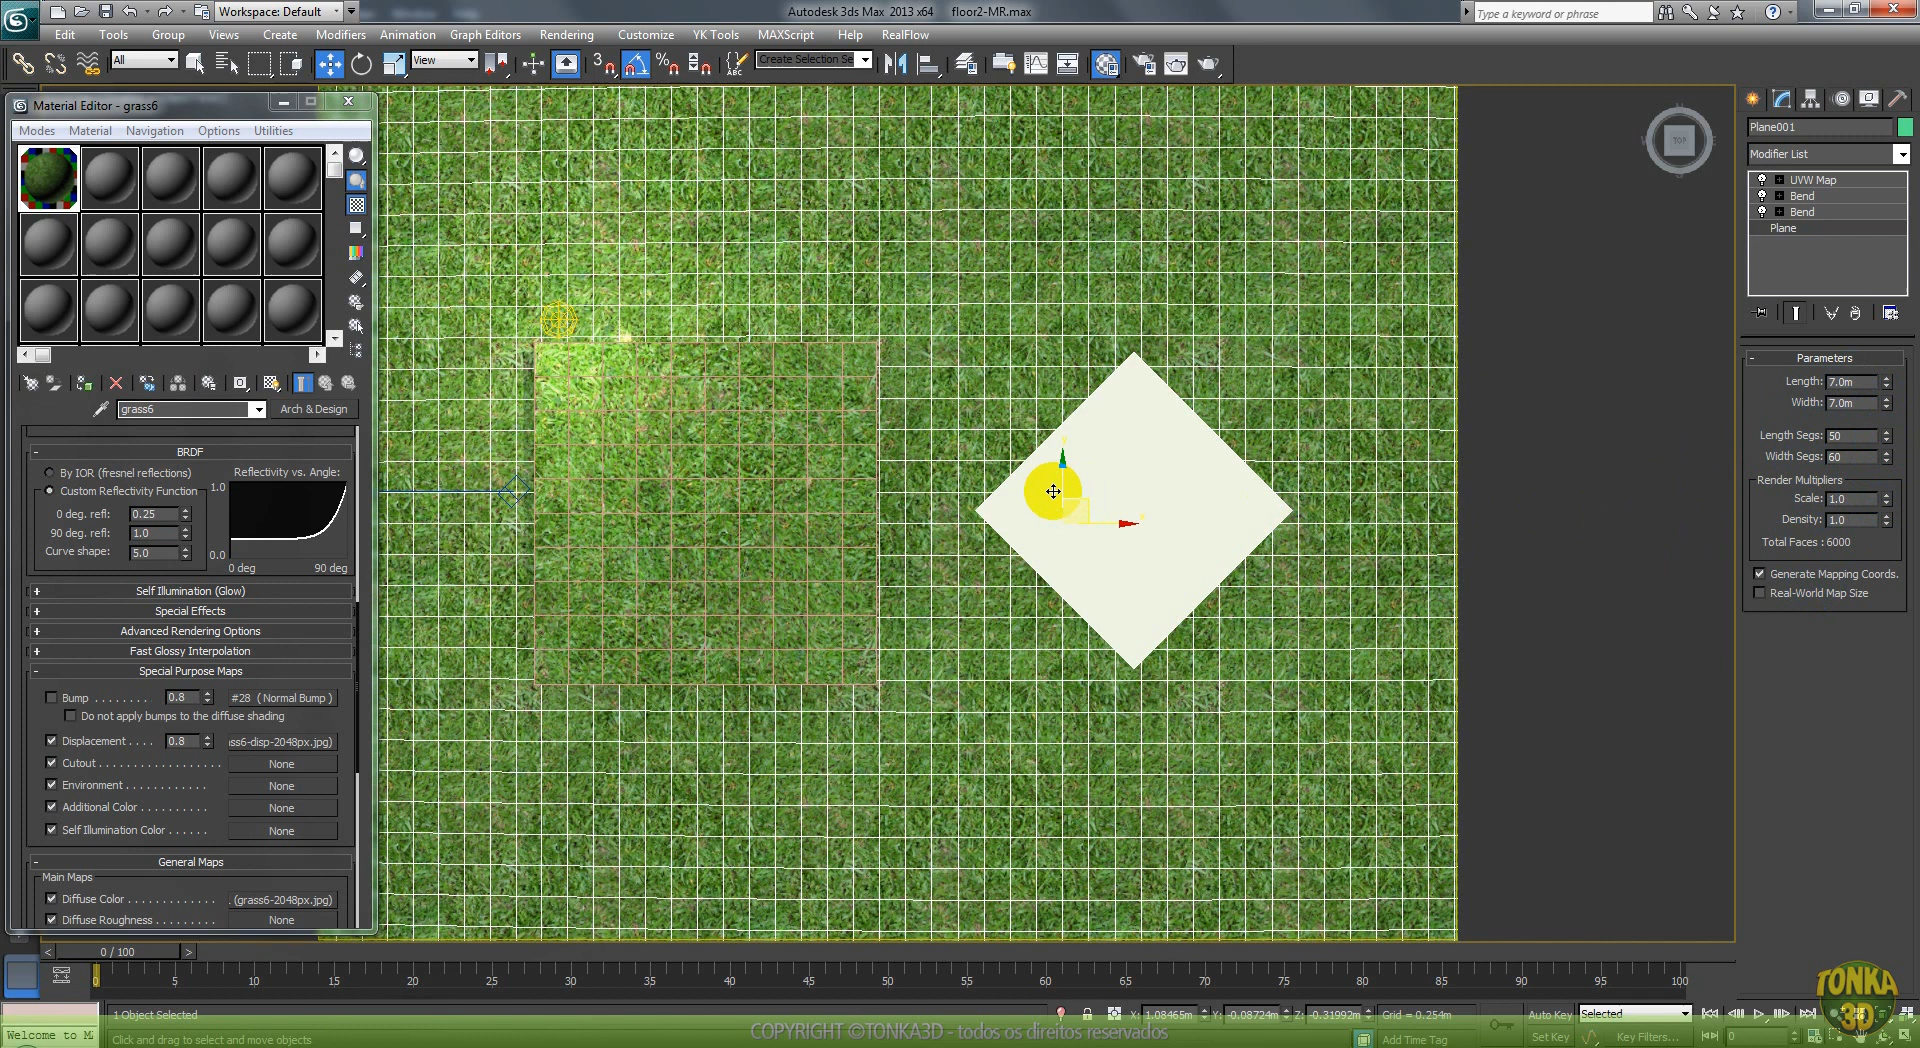 Workspace: Default
Autodesk 3ds Max 2013 x64 floor2-MR.max
Type a keyword or phrase
Edit Tools Group Views Create Modifiers Animation Graph Editors Rendering Customize YK Tools MAXScript Help RealFlow
All View Create Selection Se
Material Editor - grass6
Modes Material Navigation Options Utilities
grass6 Arch & Design
BRDF
By IOR (fresnel reflections) Reflectivity vs. Angle:
Custom Reflectivity Function 1.0
0 degl. refl: 0.25
90 deg. refl: 1.0
Curve shape: 5.0 0.0
0 deg 90 deg
Self Illumination (Glow)
Special Effects
Advanced Rendering Options
Fast Glossy Interpolation
Special Purpose Maps
Bump . . . . . . . . 0.8 #28 ( Normal Bump )
Do not apply bumps to the diffuse shading
Displacement . . . . 0.8 ass6-disp-2048px.jpg)
Cutout . . . . . . . . . . . . . . . . . . None
Environment . . . . . . . . . . . . None
Additional Color . . . . . . . . . . None
Self Illumination Color . . . . . . None
General Maps
Main Maps
Diffuse Color . . . . . . . . . . . . . (grass6-2048px.jpg)
Diffuse Roughness . . . . . . . . . None
TOP
Plane001
Modifier List
UVW Map
Bend
Bend
Plane
Parameters
Length: 7.0m
Width: 7.0m
Length Segs: 50
Width Segs: 60
Render Multipliers
Scale: 1.0
Density: 1.0
Total Faces : 6000
Generate Mapping Coords.
Real-World Map Size
0 / 100
0 5 10 15 20 25 30 35 40 45 50 55 60 65 70 75 80 85 90 95 100
1 Object Selected X: 1.08465m Y: -0.08724m Z: -0.31992m Grid = 0.254m Auto Key Selected
Welcome to M Click and drag to select and move objects Add Time Tag Set Key Key Filters... 0
COPYRIGHT ©TONKA3D - todos os direitos reservados
TONKA
3D